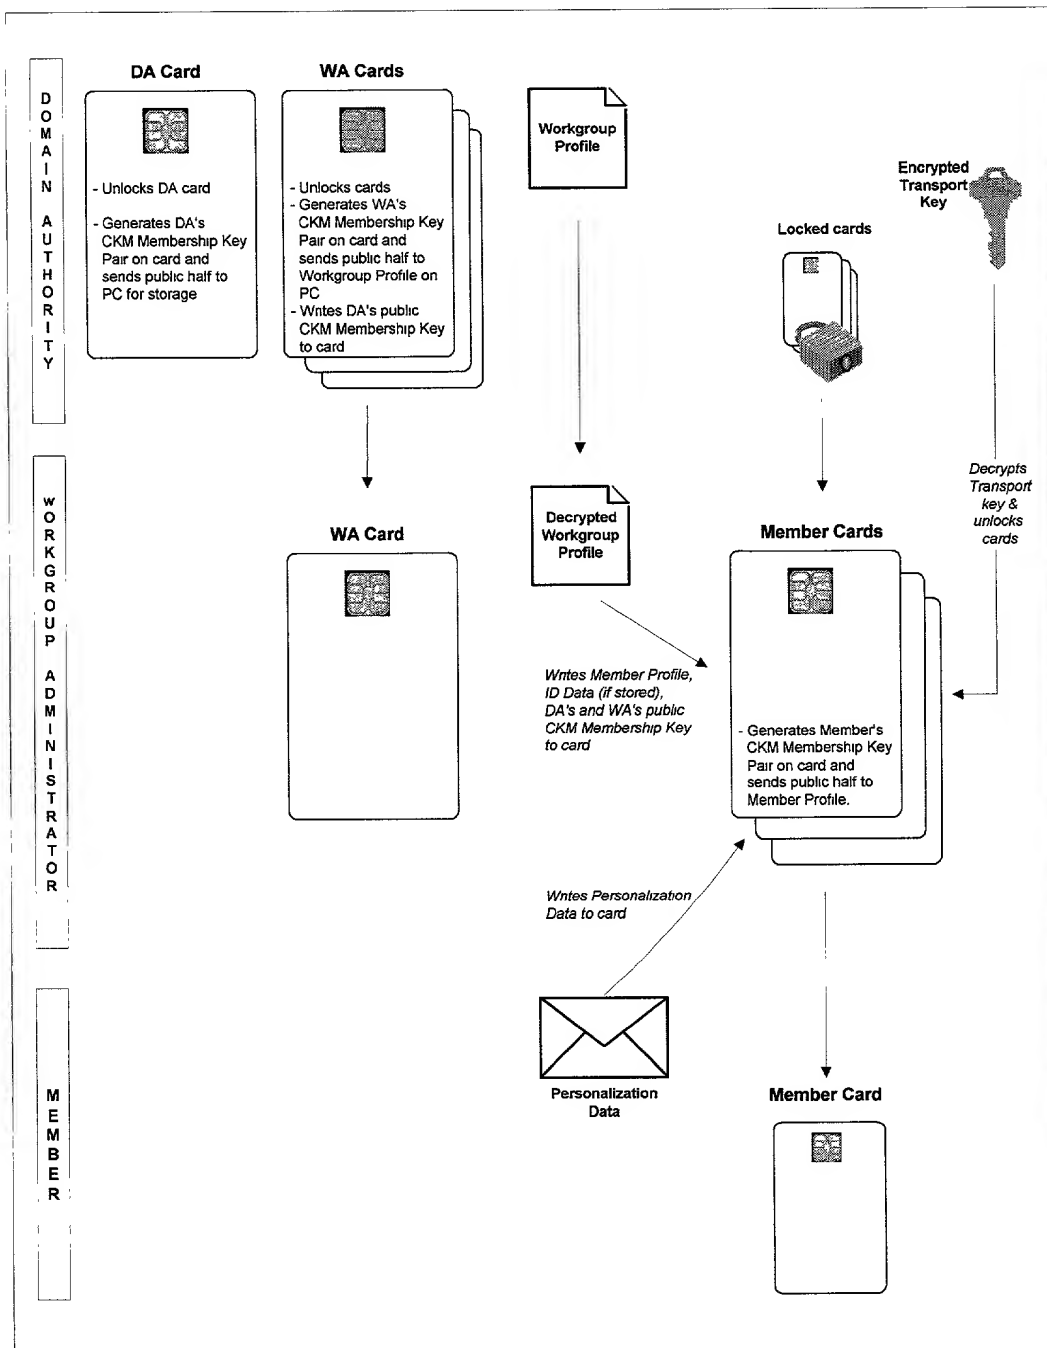 DOMAIN AUTHORITY
DA Card
- Unlocks DA card
- Generates DA's
CKM Membership Key
Pair on card and
sends public half to
PC for storage
WA Cards
- Unlocks cards
- Generates WA's
CKM Membership Key
Pair on card and
sends public half to
Workgroup Profile on
PC
- Writes DA's public
CKM Membership Key
to card
Workgroup
Profile
Locked cards
Encrypted
Transport
Key
WORKGROUP ADMINISTRATOR
WA Card
Decrypted
Workgroup
Profile
Writes Member Profile,
ID Data (if stored),
DA's and WA's public
CKM Membership Key
to card
Member Cards
- Generates Member's
CKM Membership Key
Pair on card and
sends public half to
Member Profile.
Decrypts
Transport
key &
unlocks
cards
Writes Personalization
Data to card
MEMBER
Personalization
Data
Member Card